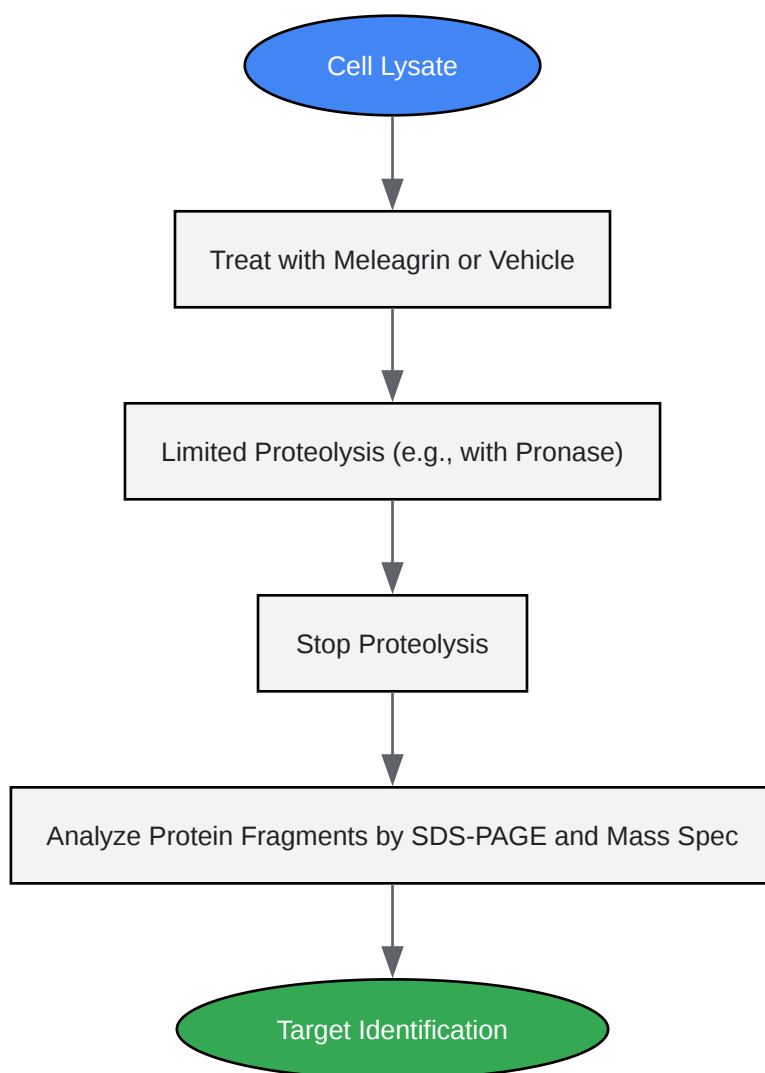 Cell Lysate
Treat with Meleagrin or Vehicle
Limited Proteolysis (e.g., with Pronase)
Stop Proteolysis
Analyze Protein Fragments by SDS-PAGE and Mass Spec
Target Identification